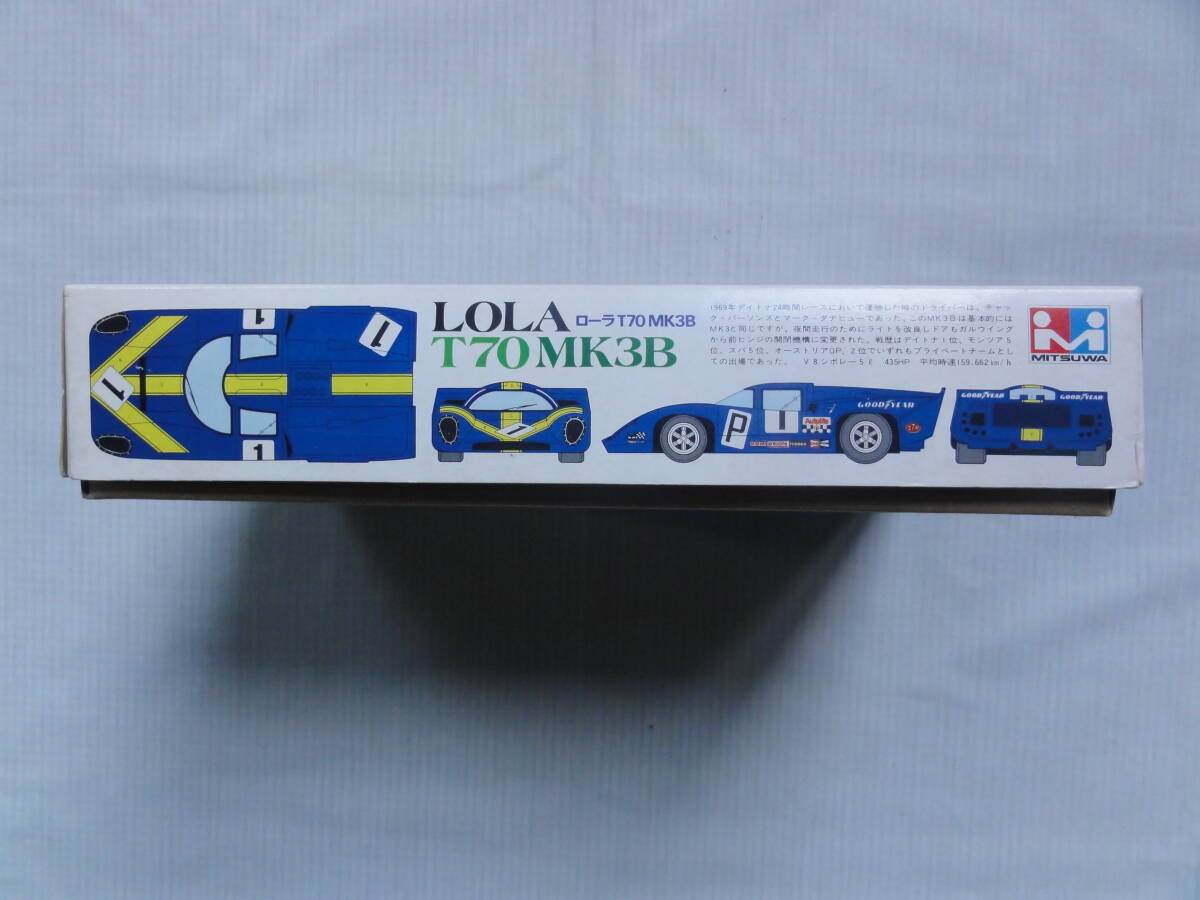 LOLA
T70 MK3B
ローラT70 MK3B
1969年デイトナ24時間レースにおいて優勝した時のドライバーは、チャッ
ク・パーソンズとマーク・ダナヒューであった。このMK3Bは基本的には
MK3と同じですが、夜間走行のためにライトを改良しドアもガルウイング
から前ヒンジの開閉機構に変更された。戦歴はデイトナ1位、モンツア5
位、スパ5位、オーストリアGP、2位でいずれもプライベートチームとし
ての出場であった。 V8シボレー5ℓ 435HP 平均時速159.662km/h
MITSUWA
1
1
1
1
1
P
1
Autolite
GOODYEAR
STP
GOODYEAR
GOODYEAR